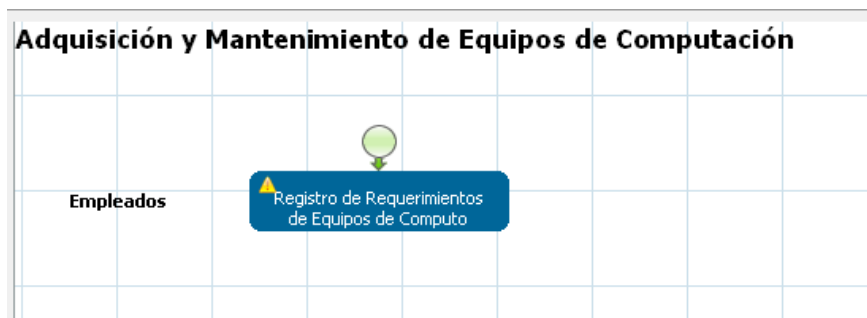 Adquisición y Mantenimiento de Equipos de Computación
Registro de Requerimientos
de Equipos de Computo
Empleados